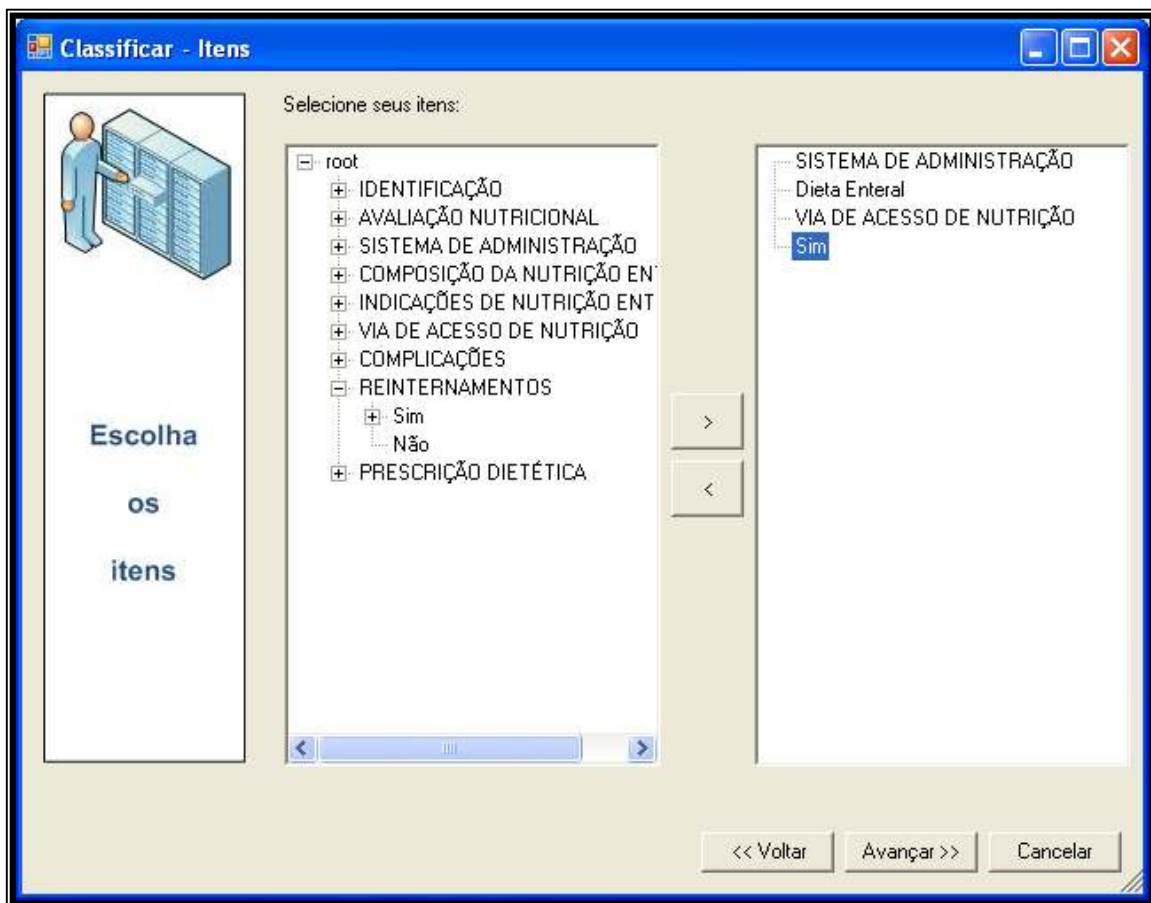 Classificar - Itens
Selecione seus itens:
root
IDENTIFICAÇÃO
AVALIAÇÃO NUTRICIONAL
SISTEMA DE ADMINISTRAÇÃO
COMPOSIÇÃO DA NUTRIÇÃO EN
INDICAÇÕES DE NUTRIÇÃO ENT
VIA DE ACESSO DE NUTRIÇÃO
COMPLICAÇÕES
REINTERNAMENTOS
Sim
Não
PRESCRIÇÃO DIETÉTICA
SISTEMA DE ADMINISTRAÇÃO
Dieta Enteral
VIA DE ACESSO DE NUTRIÇÃO
Sim
Escolha
os
itens
>
<
<< Voltar
Avançar >>
Cancelar